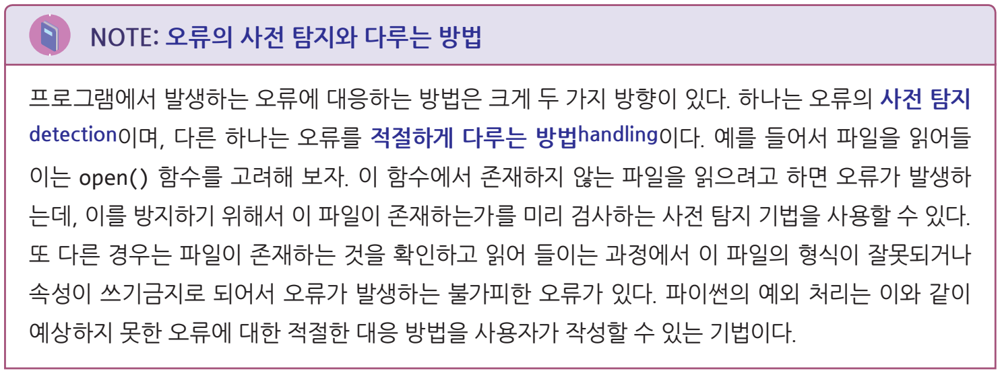 NOTE: 오류의 사전 탐지와 다루는 방법
프로그램에서 발생하는 오류에 대응하는 방법은 크게 두 가지 방향이 있다. 하나는 오류의 사전 탐지
detection이며, 다른 하나는 오류를 적절하게 다루는 방법handling이다. 예를 들어서 파일을 읽어들
이는 open() 함수를 고려해 보자. 이 함수에서 존재하지 않는 파일을 읽으려고 하면 오류가 발생하
는데, 이를 방지하기 위해서 이 파일이 존재하는가를 미리 검사하는 사전 탐지 기법을 사용할 수 있다.
또 다른 경우는 파일이 존재하는 것을 확인하고 읽어 들이는 과정에서 이 파일의 형식이 잘못되거나
속성이 쓰기금지로 되어서 오류가 발생하는 불가피한 오류가 있다. 파이썬의 예외 처리는 이와 같이
예상하지 못한 오류에 대한 적절한 대응 방법을 사용자가 작성할 수 있는 기법이다.